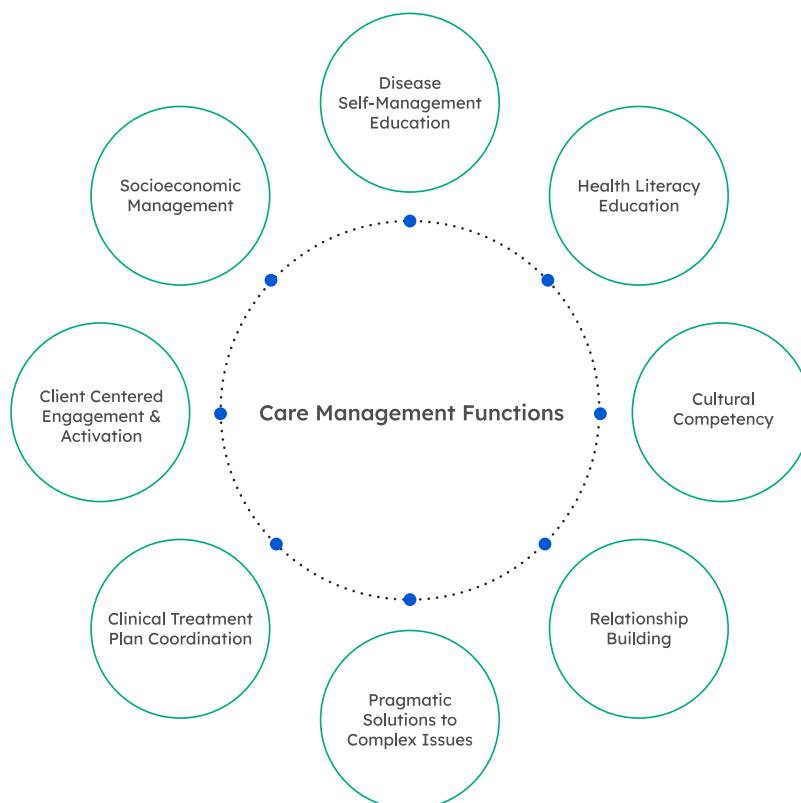 Disease
Self-Management
Education
Socioeconomic
Management
Health Literacy
Education
Client Centered
Engagement &
Activation
Care Management Functions
Cultural
Competency
Clinical Treatment
Plan Coordination
Relationship
Building
Pragmatic
Solutions to
Complex Issues